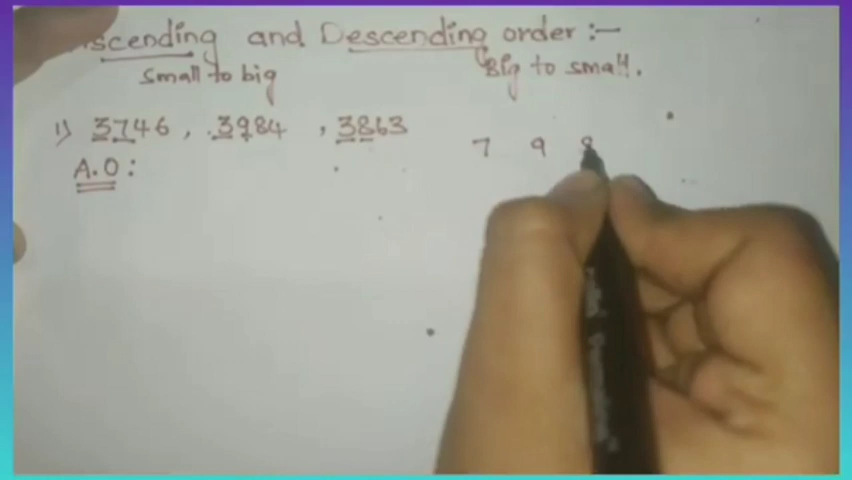 scending and Descending order :-
Small to big Big to small.
1) 3746, 3984, 3863
7 9 8
A.O: